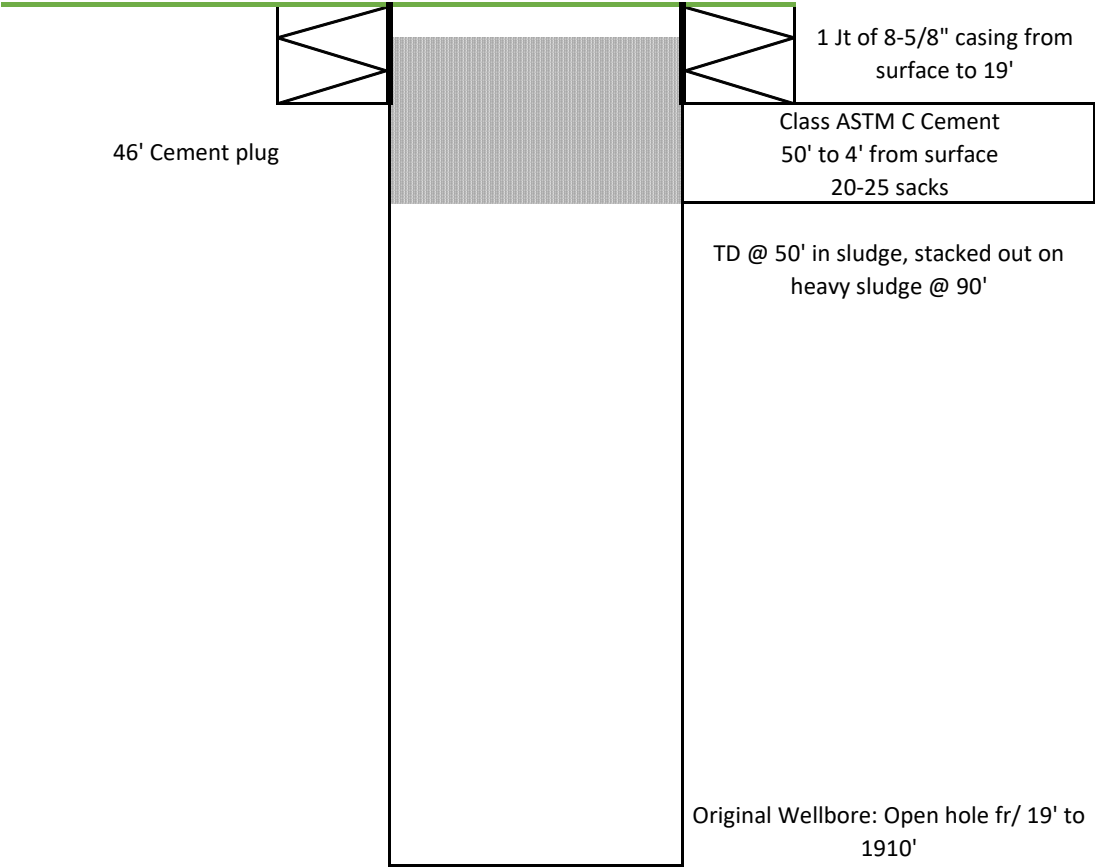 1 Jt of 8-5/8" casing from
surface to 19'
Class ASTM C Cement
50' to 4' from surface
20-25 sacks
46' Cement plug
TD @ 50' in sludge, stacked out on
heavy sludge @ 90'
Original Wellbore: Open hole fr/ 19' to
1910'